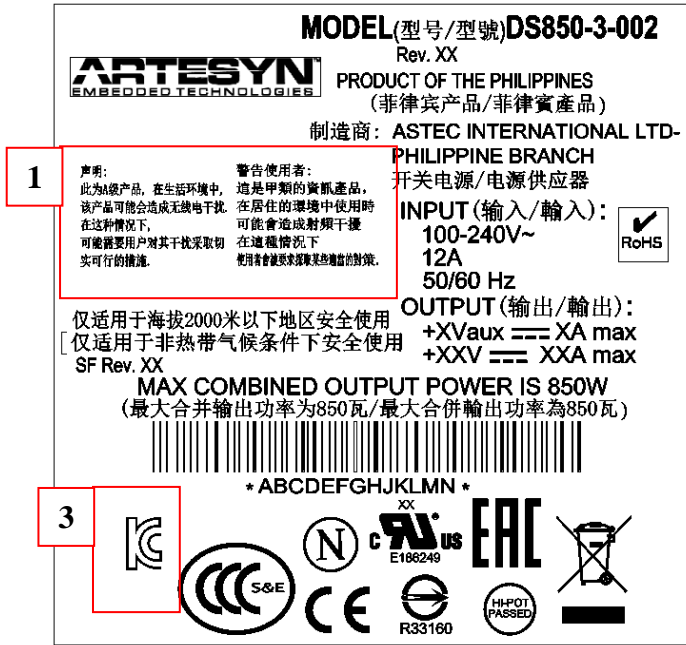 MODEL(型号/型號)DS850-3-002
Rev. XX
ARTESYN
EMBEDDED TECHNOLOGIES
PRODUCT OF THE PHILIPPINES
(菲律宾产品/菲律賓產品)
制造商: ASTEC INTERNATIONAL LTD-
PHILIPPINE BRANCH
开关电源/电源供应器
1
声明:
此为A级产品, 在生活环境中,
该产品可能会造成无线电干扰.
在这种情况下,
可能需要用户对其干扰采取切
实可行的措施.
警告使用者:
這是甲類的資訊產品,
在居住的環境中使用時
可能會造成射頻干擾
在這種情況下
使用者會被要求採取某些適當的對策.
INPUT(输入/輸入):
100-240V~
12A
50/60 Hz
RoHS
OUTPUT(输出/輸出):
+XVaux XA max
+XXV XXA max
仅适用于海拔2000米以下地区安全使用
仅适用于非热带气候条件下安全使用
SF Rev. XX
MAX COMBINED OUTPUT POWER IS 850W
(最大合并输出功率为850瓦/最大合併輸出功率為850瓦)
*ABCDEFGHJKLMN*
3
KC
CCC S&E
N
XX
c RU US
E186249
EAC
CE
R33160
HI-POT
PASSED